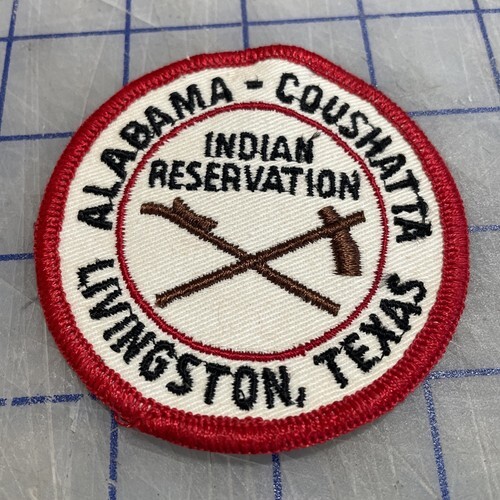 ALABAMA - COUSHATTA
INDIAN
RESERVATION
LIVINGSTON, TEXAS